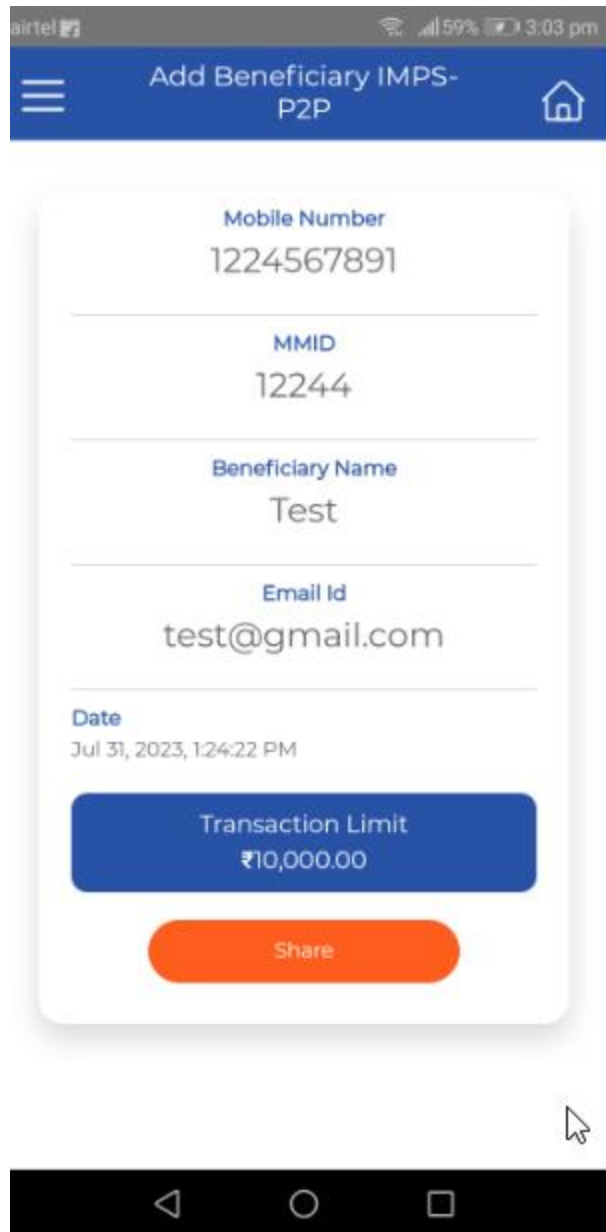 airtel 59% 3:03 pm
Add Beneficiary IMPS-
P2P
Mobile Number
1224567891
MMID
12244
Beneficiary Name
Test
Email Id
test@gmail.com
Date
Jul 31, 2023, 1:24:22 PM
Transaction Limit
₹10,000.00
Share